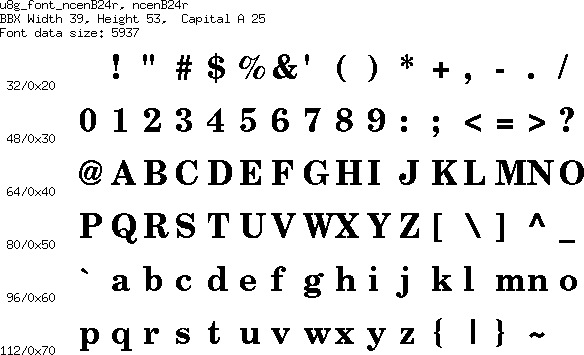 u8g_font_ncenB24r, ncenB24r
BBX Width 39, Height 53,  Capital A 25
Font data size: 5937
32/0x20 ! " # $ % & ' ( ) * + , - . /
48/0x30 0 1 2 3 4 5 6 7 8 9 : ; < = > ?
64/0x40 @ A B C D E F G H I J K L M N O
80/0x50 P Q R S T U V W X Y Z [ \ ] ^ _
96/0x60 ` a b c d e f g h i j k l m n o
112/0x70 p q r s t u v w x y z { | } ~